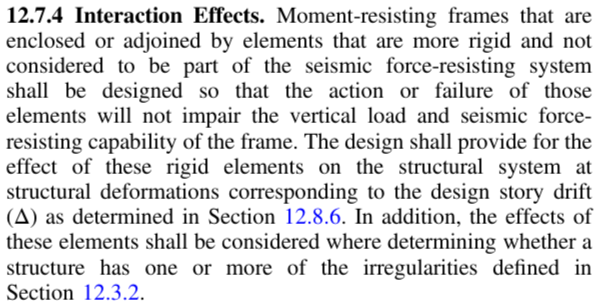 12.7.4 Interaction Effects. Moment-resisting frames that are
enclosed or adjoined by elements that are more rigid and not
considered to be part of the seismic force-resisting system
shall be designed so that the action or failure of those
elements will not impair the vertical load and seismic force-
resisting capability of the frame. The design shall provide for the
effect of these rigid elements on the structural system at
structural deformations corresponding to the design story drift
(Δ) as determined in Section 12.8.6. In addition, the effects of
these elements shall be considered where determining whether a
structure has one or more of the irregularities defined in
Section 12.3.2.